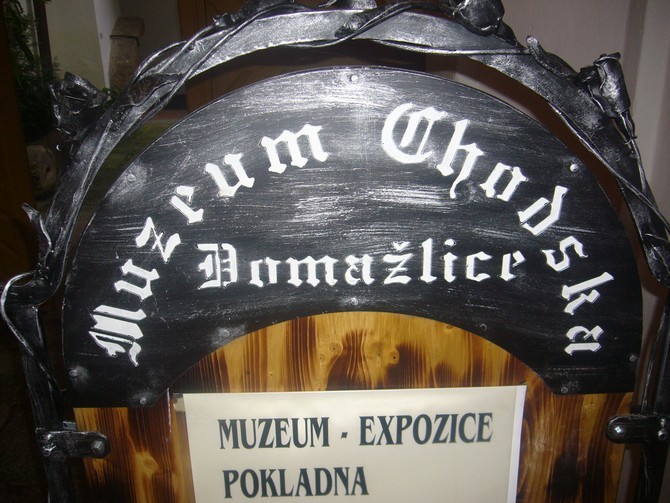 Muzeum Chodska
Domažlice
MUZEUM - EXPOZICE
POKLADNA